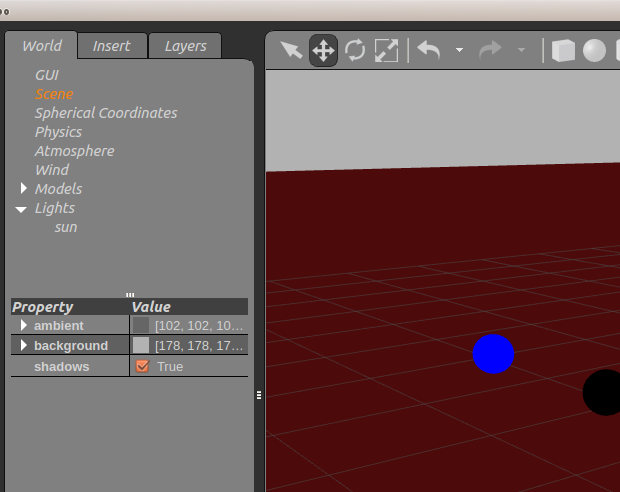 World Insert Layers
GUI
Scene
Spherical Coordinates
Physics
Atmosphere
Wind
Models
Lights
sun
Property Value
ambient [102, 102, 10...
background [178, 178, 17...
shadows True